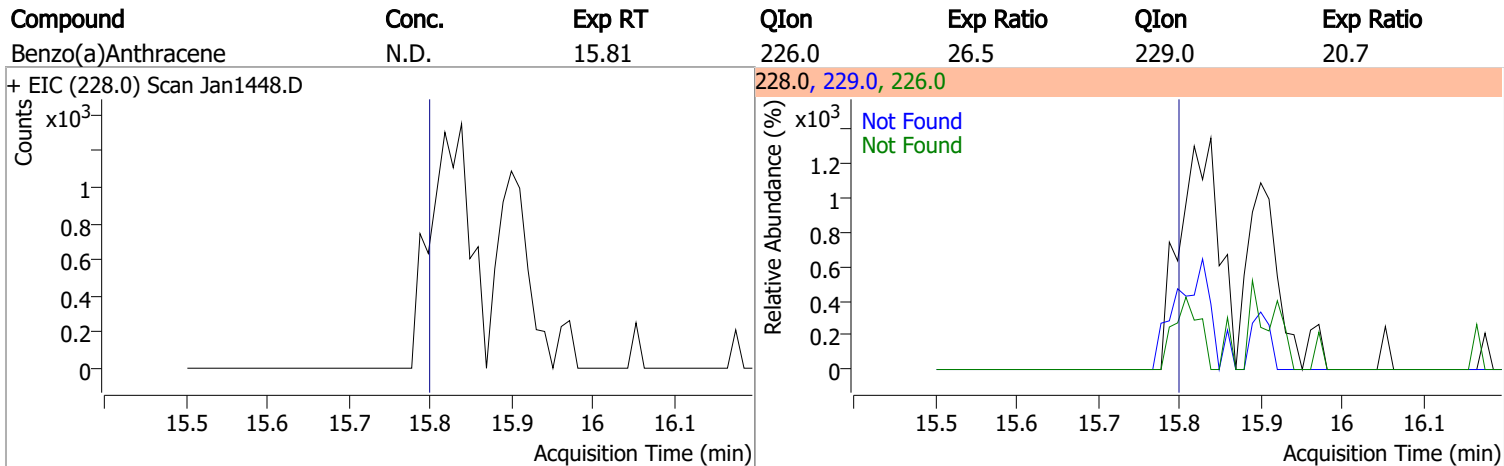 Compound Conc. Exp RT QIon Exp Ratio QIon Exp Ratio
Benzo(a)Anthracene N.D. 15.81 226.0 26.5 229.0 20.7
+ EIC (228.0) Scan Jan1448.D
Counts
x10³
1
0.8
0.6
0.4
0.2
0
15.5 15.6 15.7 15.8 15.9 16 16.1
Acquisition Time (min)
228.0, 229.0, 226.0
Relative Abundance (%)
x10³
Not Found
Not Found
1.2
1
0.8
0.6
0.4
0.2
0
15.5 15.6 15.7 15.8 15.9 16 16.1
Acquisition Time (min)